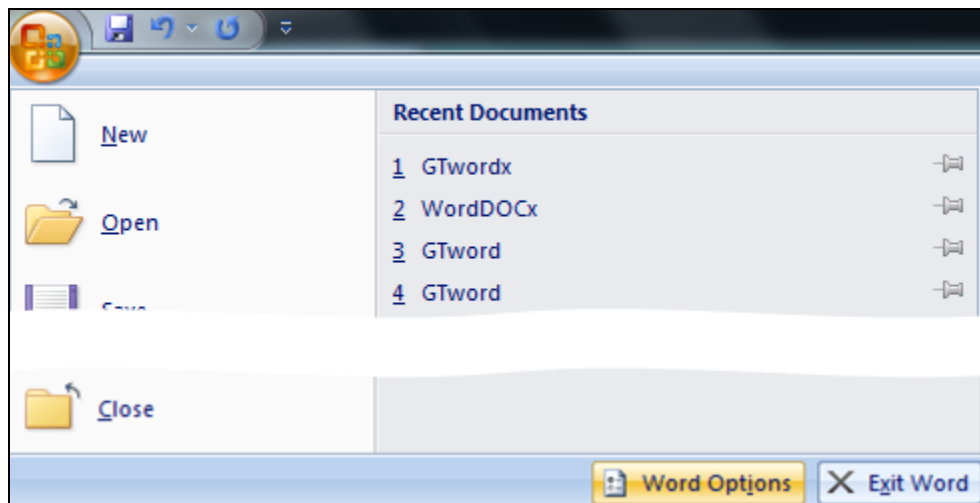 New
Open
Close
Recent Documents
1 GTwordx
2 WordDOCx
3 GTword
4 GTword
Word Options
Exit Word